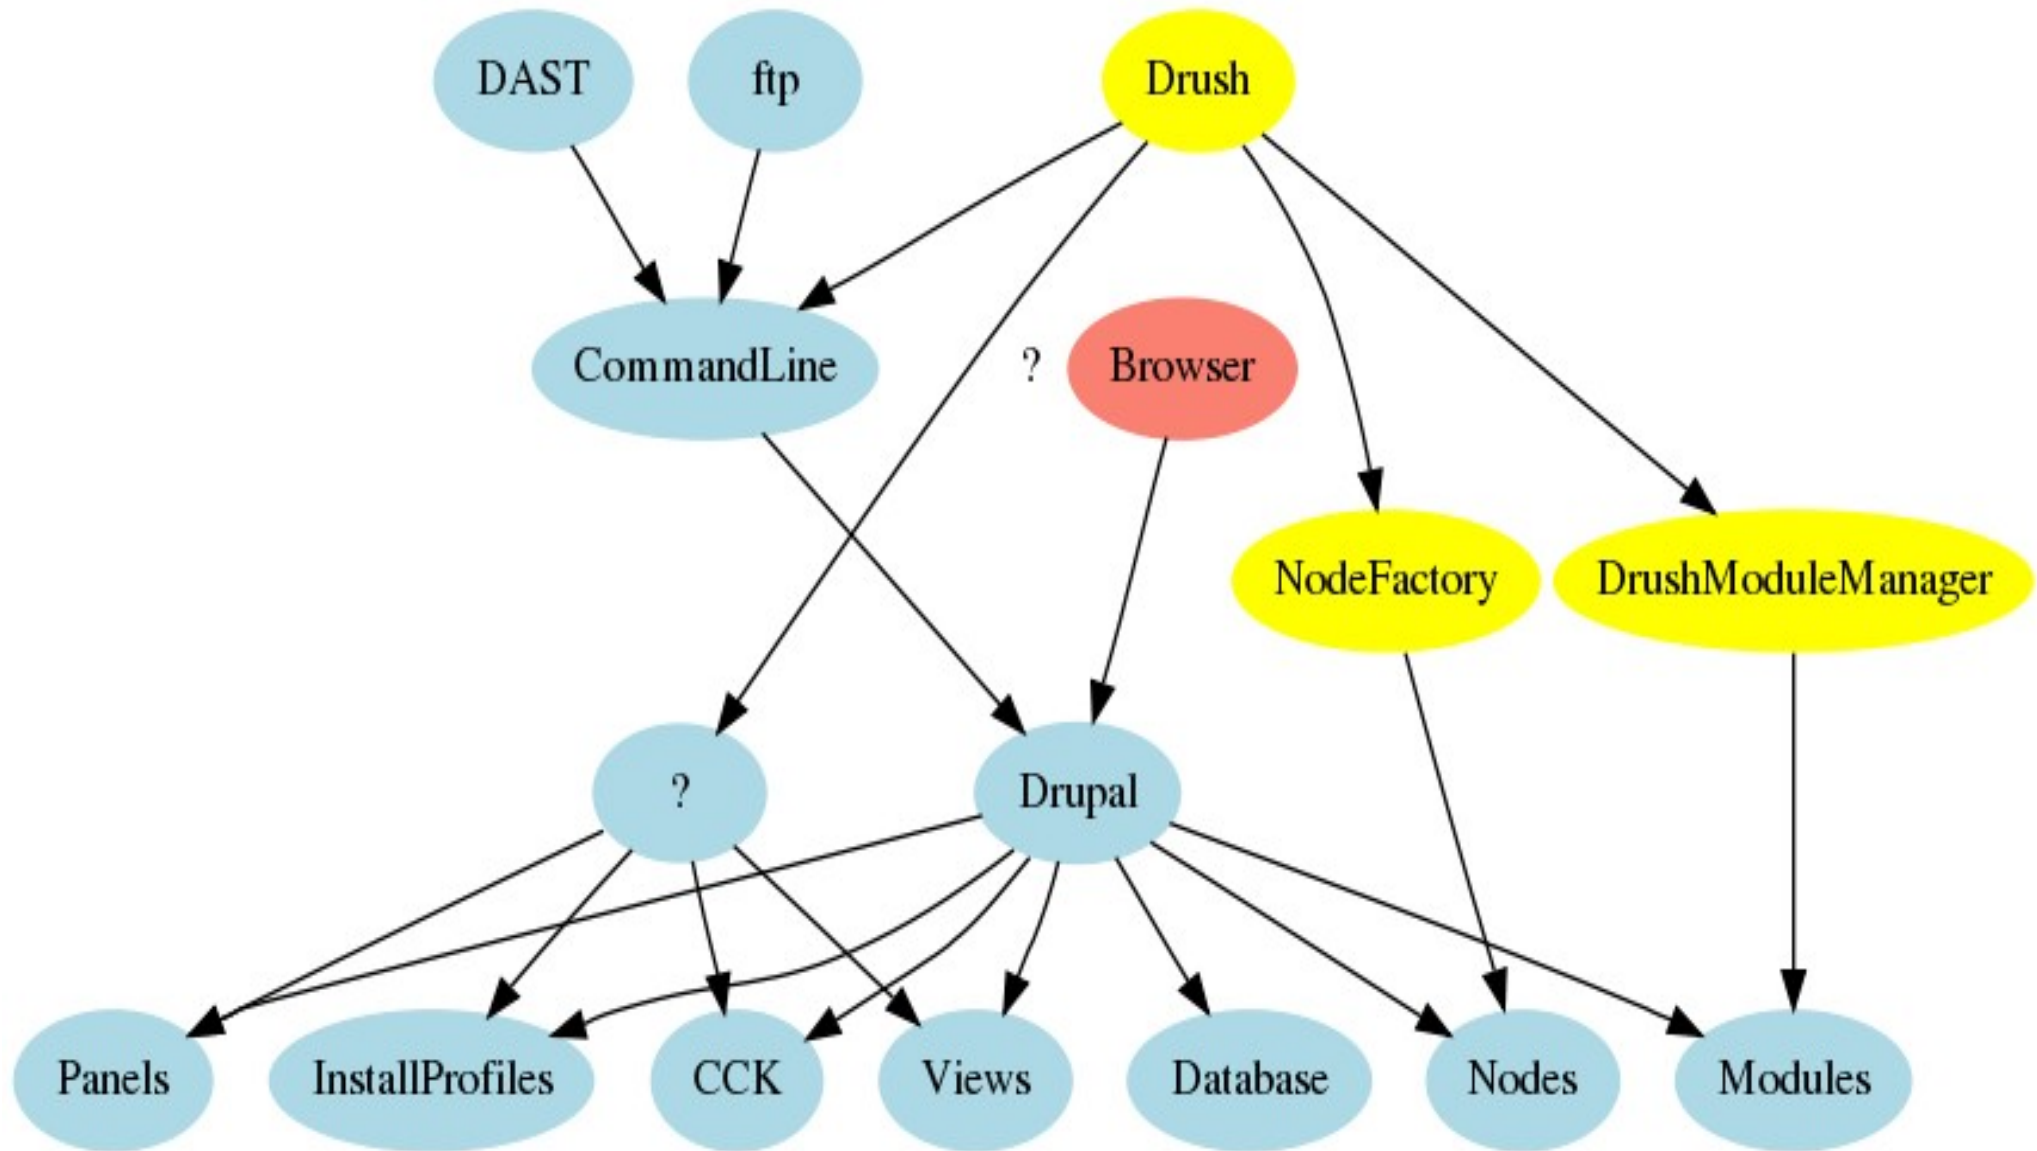 DAST
ftp
Drush
CommandLine
?
Browser
NodeFactory
DrushModuleManager
?
Drupal
Panels
InstallProfiles
CCK
Views
Database
Nodes
Modules